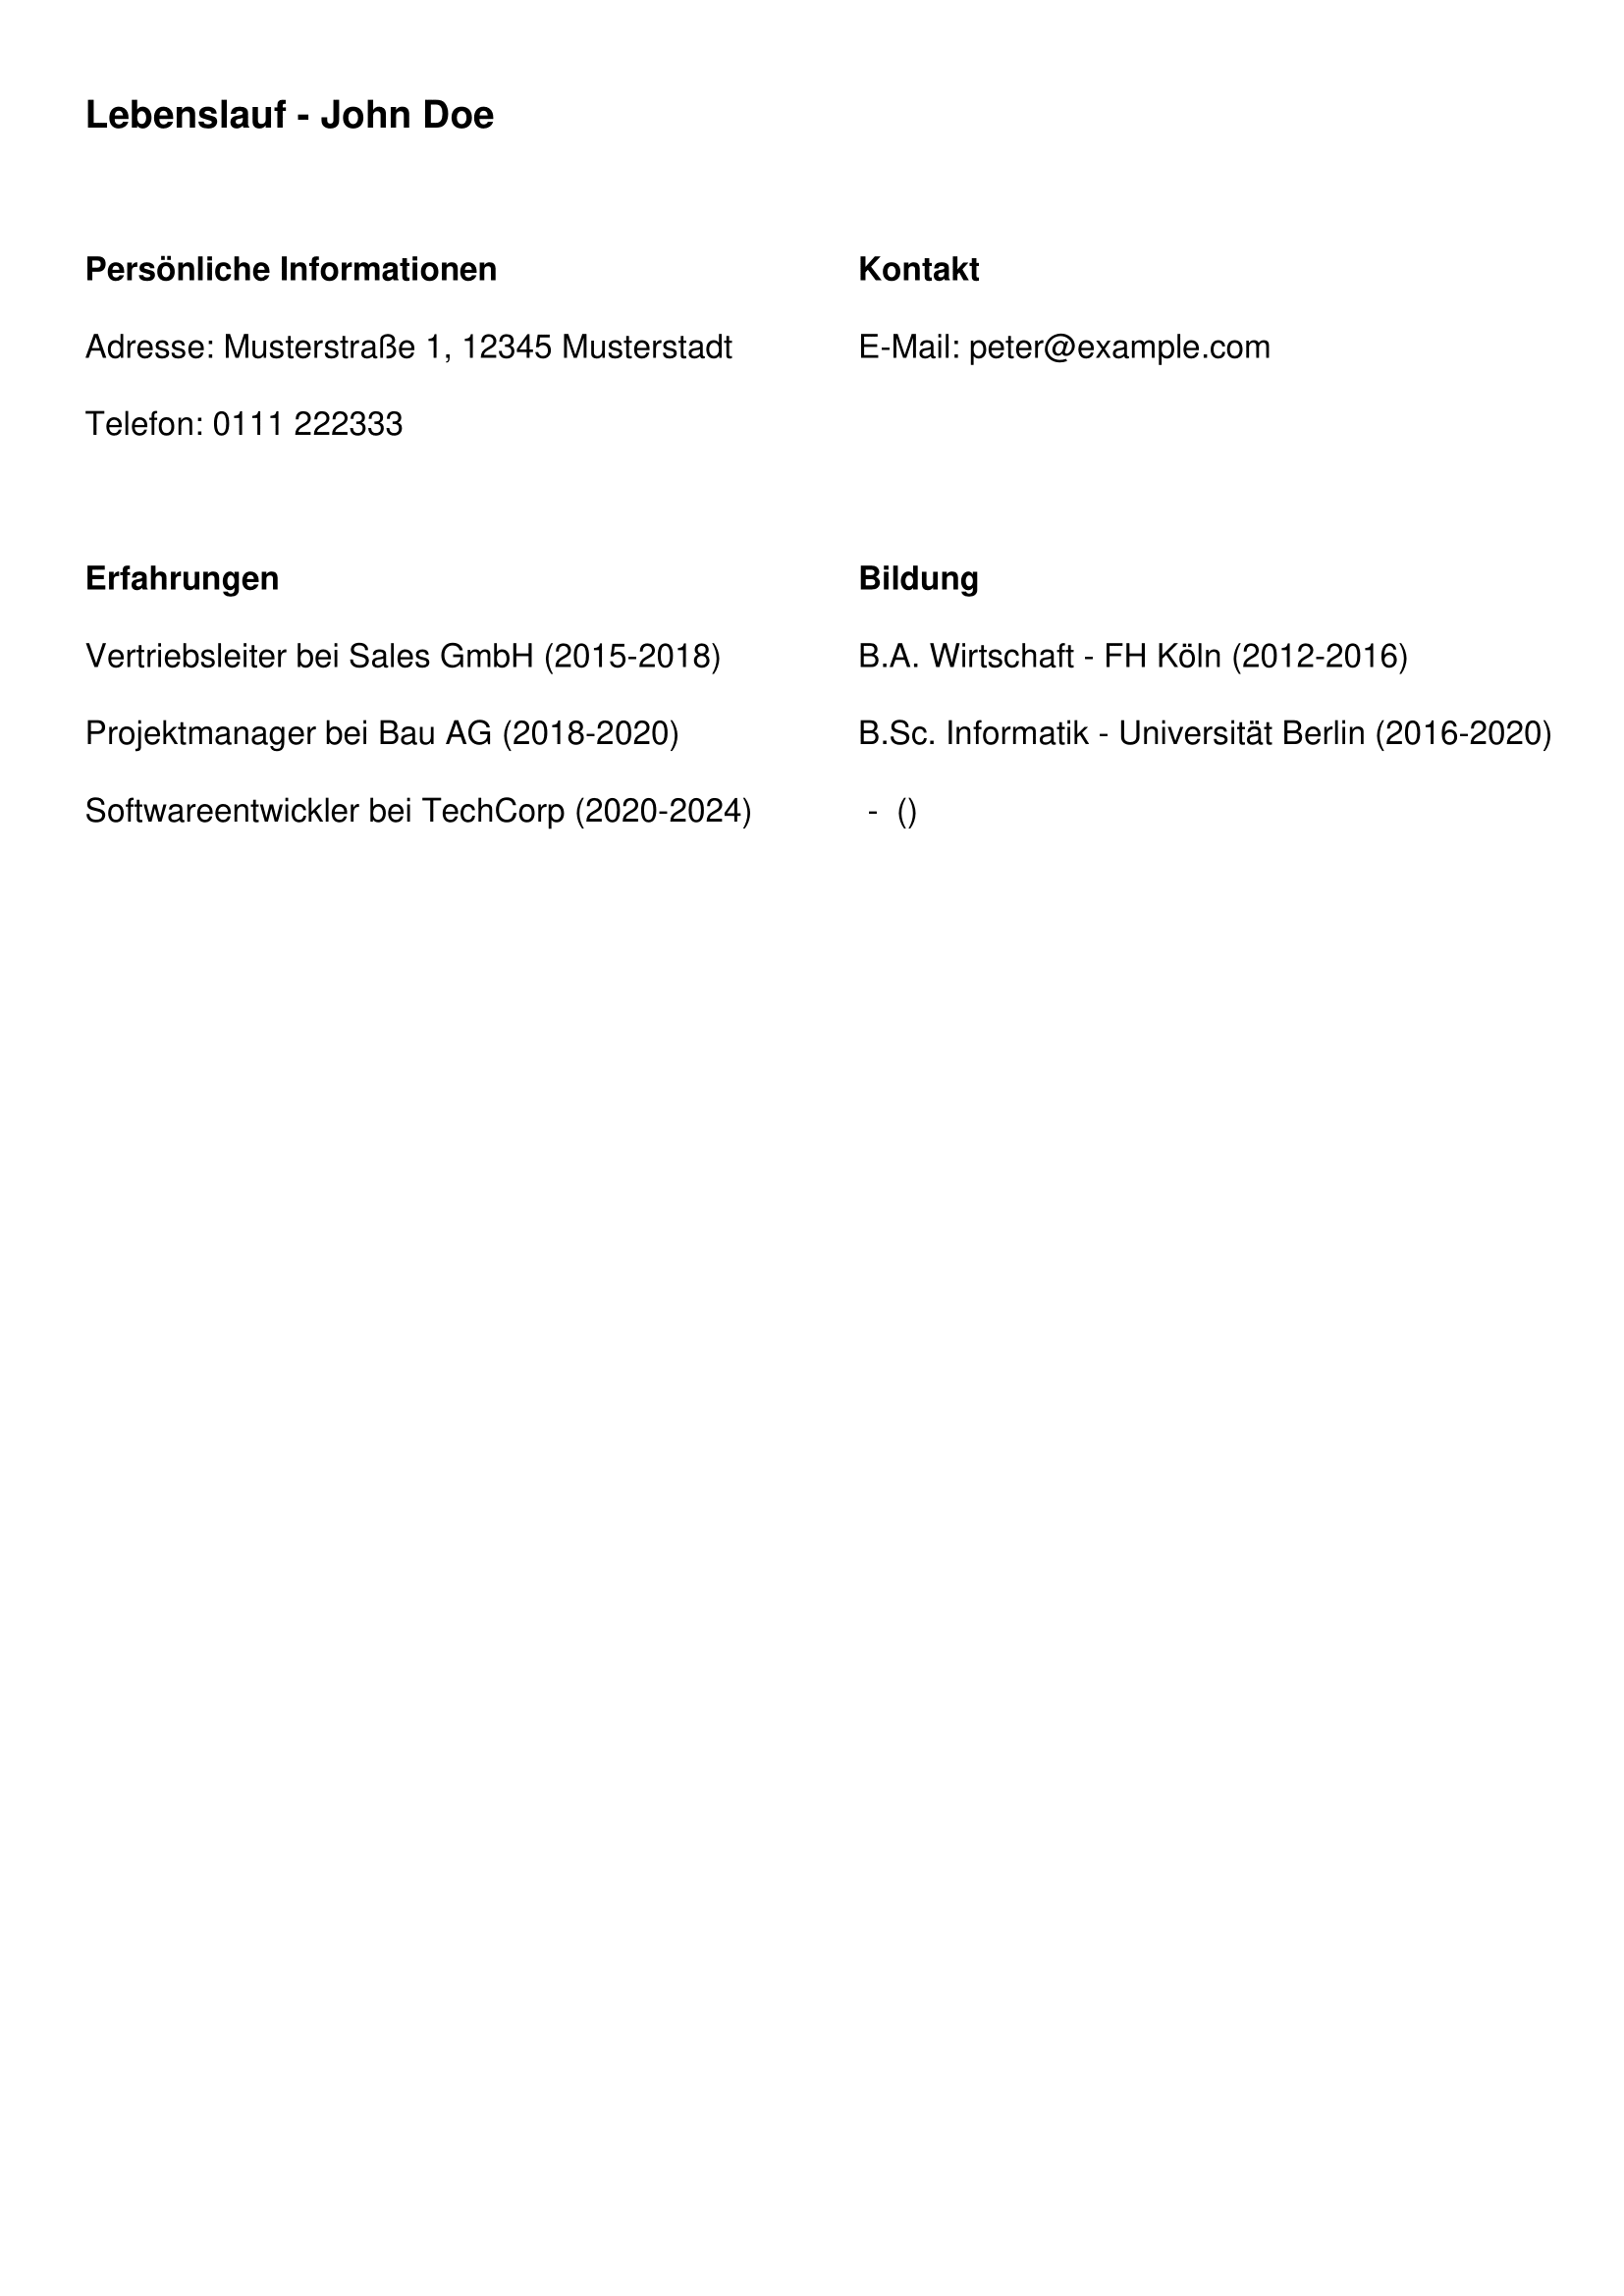 Lebenslauf - John Doe
Persönliche Informationen
Adresse: Musterstraße 1, 12345 Musterstadt
Telefon: 0111 222333
Kontakt
E-Mail: peter@example.com
Erfahrungen
Vertriebsleiter bei Sales GmbH (2015-2018)
Projektmanager bei Bau AG (2018-2020)
Softwareentwickler bei TechCorp (2020-2024)
Bildung
B.A. Wirtschaft - FH Köln (2012-2016)
B.Sc. Informatik - Universität Berlin (2016-2020)
- ()